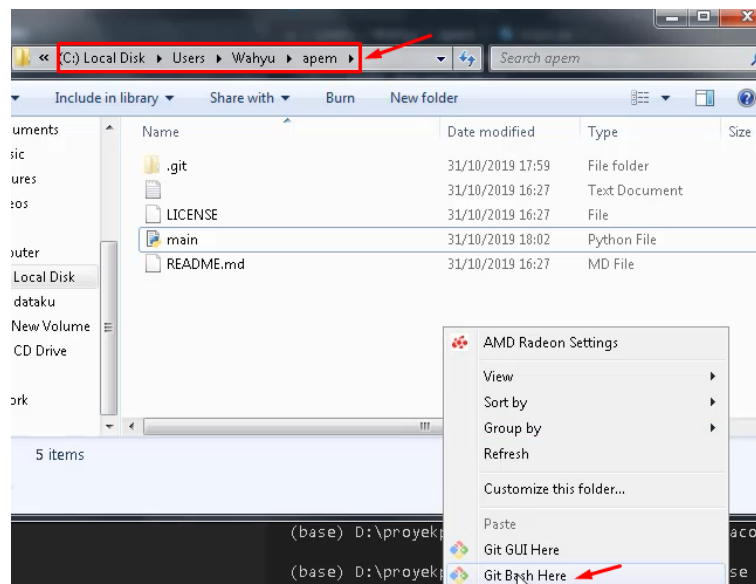 « (C:) Local Disk ▸ Users ▸ Wahyu ▸ apem ▸
Search apem
Include in library Share with Burn New folder
Name Date modified Type Size
.git 31/10/2019 17:59 File folder
31/10/2019 16:27 Text Document
LICENSE 31/10/2019 16:27 File
main 31/10/2019 18:02 Python File
README.md 31/10/2019 16:27 MD File
uments
sic
ures
eos
outer
Local Disk
dataku
New Volume
CD Drive
ork
5 items
AMD Radeon Settings
View
Sort by
Group by
Refresh
Customize this folder...
Paste
Git GUI Here
Git Bash Here
(base) D:\proyek
(base) D:\proyek
aco
se